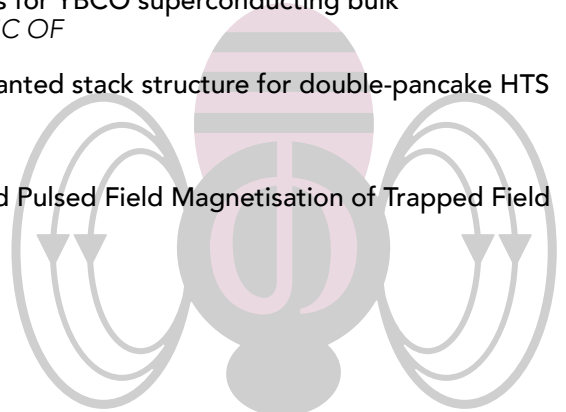 s for YBCO superconducting bulk
C OF
anted stack structure for double-pancake HTS
d Pulsed Field Magnetisation of Trapped Field